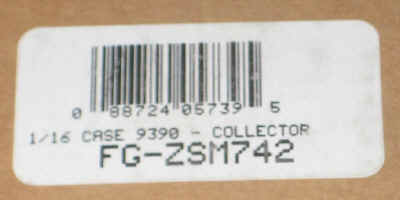 0 88724 05739 5
1/16 CASE 9390 - COLLECTOR
FG-ZSM742